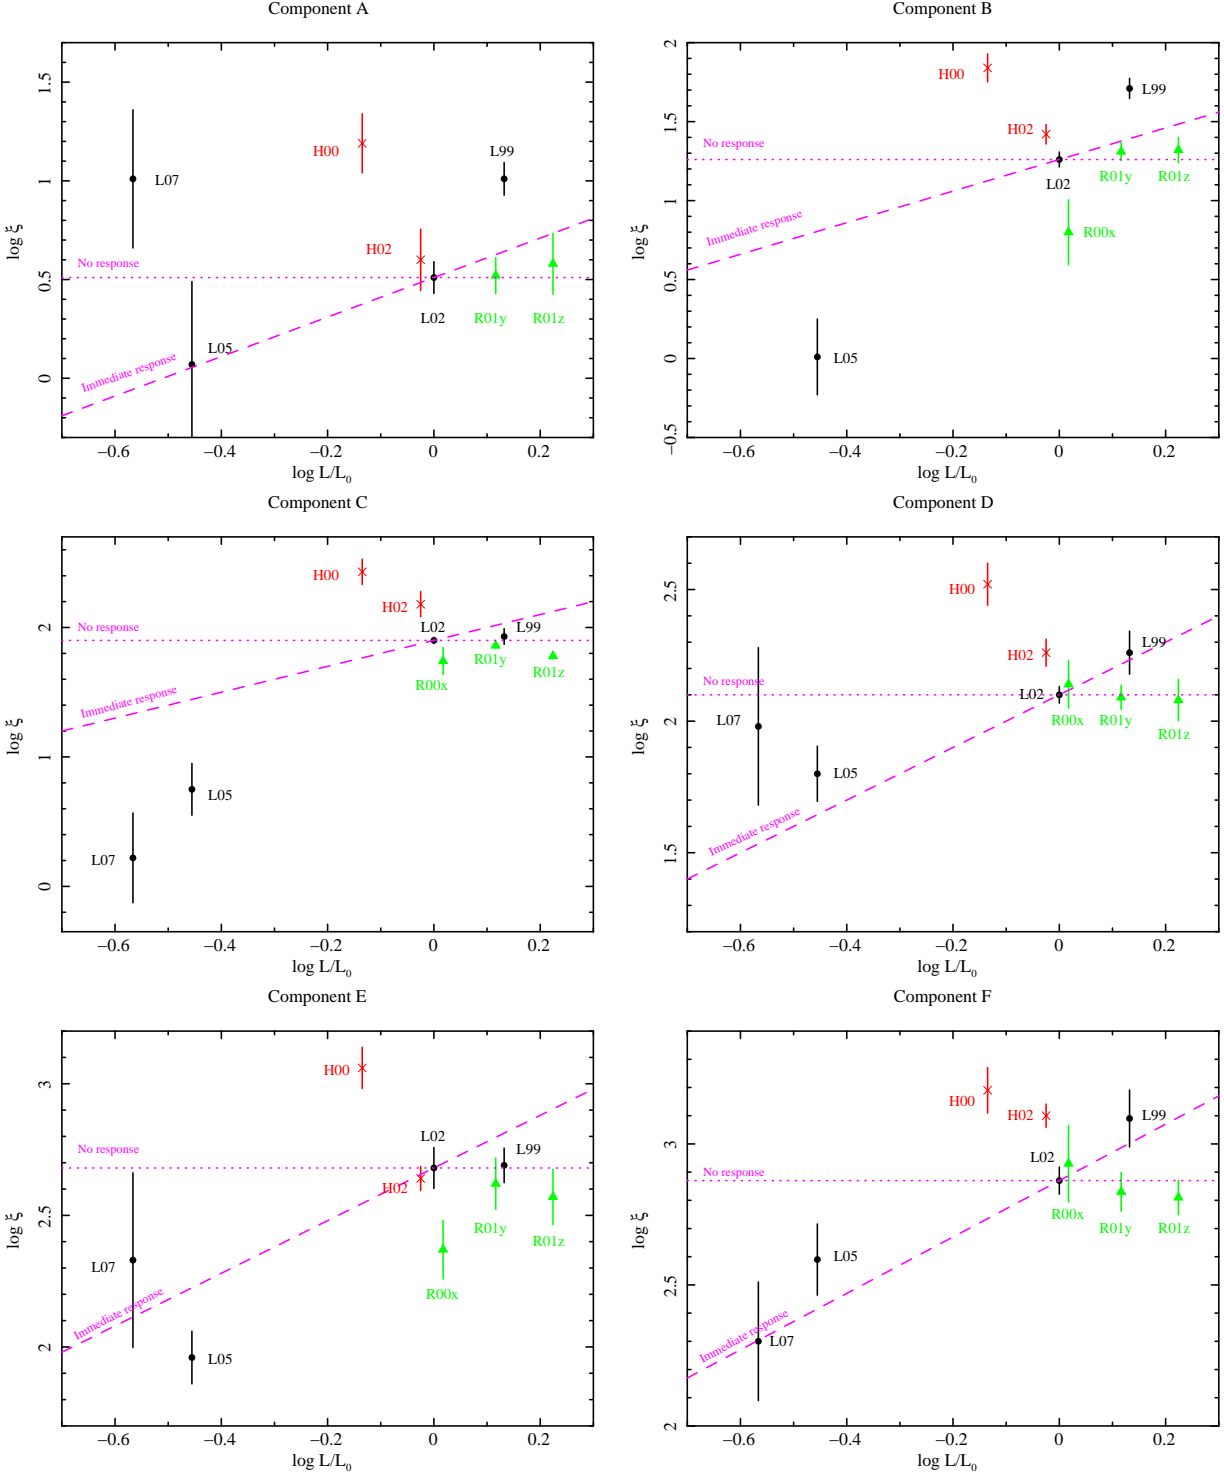 Component A
Component B
1.5
1
0.5
0
log ξ
H00
L99
L07
No response
H02
L02
R01y
R01z
L05
Immediate response
−0.6
−0.4
−0.2
0
0.2
log L/L0
2
1.5
1
0.5
0
−0.5
log ξ
H00
L99
H02
No response
L02
R01y
R01z
R00x
Immediate response
L05
−0.6
−0.4
−0.2
0
0.2
log L/L0
Component C
Component D
2
1
0
log ξ
H00
H02
No response
L02
L99
R01y
R00x
R01z
Immediate response
L05
L07
−0.6
−0.4
−0.2
0
0.2
log L/L0
2.5
2
1.5
log ξ
H00
H02
L99
No response
L02
L07
R00x
R01y
R01z
L05
Immediate response
−0.6
−0.4
−0.2
0
0.2
log L/L0
Component E
Component F
3
2.5
2
log ξ
H00
L02
No response
L99
H02
R01y
R01z
L07
R00x
Immediate response
L05
−0.6
−0.4
−0.2
0
0.2
log L/L0
3
2.5
2
log ξ
H00
H02
L99
L02
No response
R00x
R01y
R01z
L05
Immediate response
L07
−0.6
−0.4
−0.2
0
0.2
log L/L0